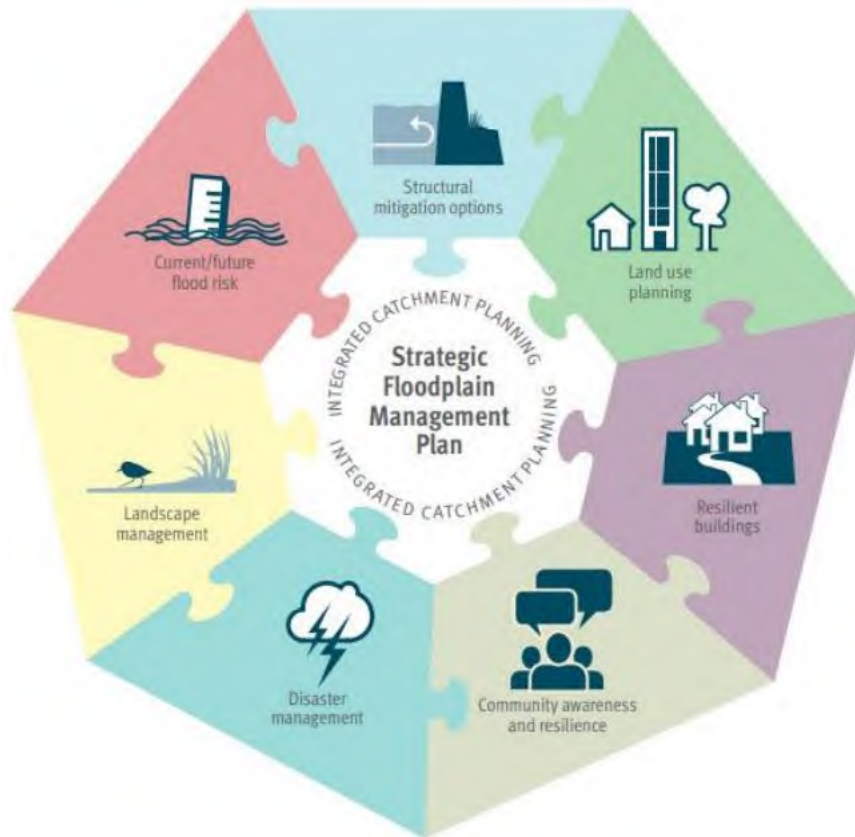 Structural
mitigation options
Land use
planning
Resilient
buildings
Community awareness
and resilience
Disaster
management
Landscape
management
Current/future
flood risk
INTEGRATED CATCHMENT PLANNING
Strategic
Floodplain
Management
Plan
INTEGRATED CATCHMENT PLANNING